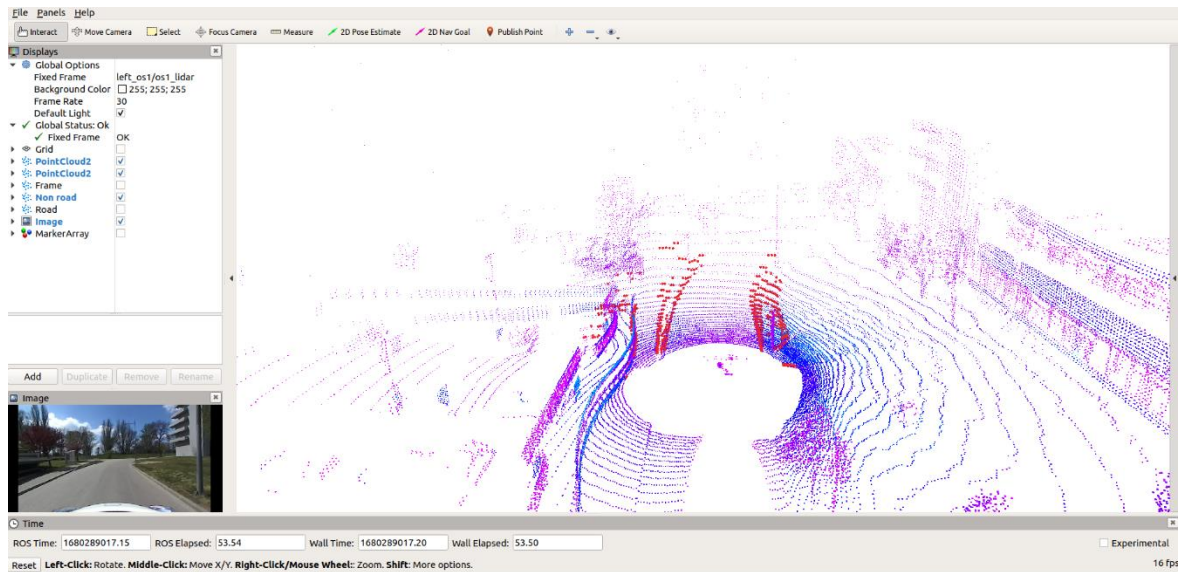 File Panels Help
Interact Move Camera Select Focus Camera Measure 2D Pose Estimate 2D Nav Goal Publish Point
Displays
Global Options
Fixed Frame left_os1/os1_lidar
Background Color 255; 255; 255
Frame Rate 30
Default Light
Global Status: Ok
Fixed Frame OK
Grid
PointCloud2
PointCloud2
Frame
Non road
Road
Image
MarkerArray
Add Duplicate Remove Rename
Image
Time
ROS Time: 1680289017.15 ROS Elapsed: 53.54 Wall Time: 1680289017.20 Wall Elapsed: 53.50 Experimental
Reset Left-Click: Rotate. Middle-Click: Move X/Y. Right-Click/Mouse Wheel:: Zoom. Shift: More options. 16 fps